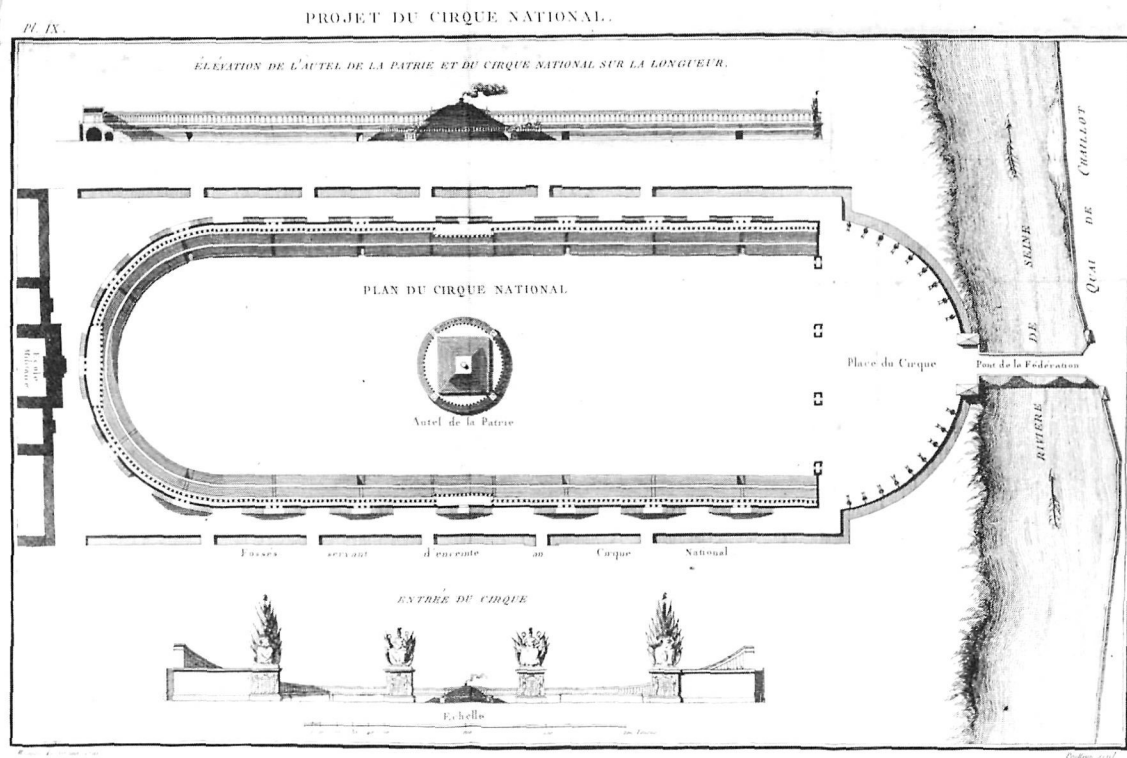 PROJET DU CIRQUE NATIONAL.
Pl. IX.
ÉLÉVATION DE L'AUTEL DE LA PATRIE ET DU CIRQUE NATIONAL SUR LA LONGUEUR.
QUAI DE CHAILLOT
RIVIERE DE SEINE
PLAN DU CIRQUE NATIONAL
Ecole
Militaire
Place du Cirque
Pont de la Fédération
Autel de la Patrie
Fossés servant d'enceinte au Cirque National
ENTRÉE DU CIRQUE
Echelle